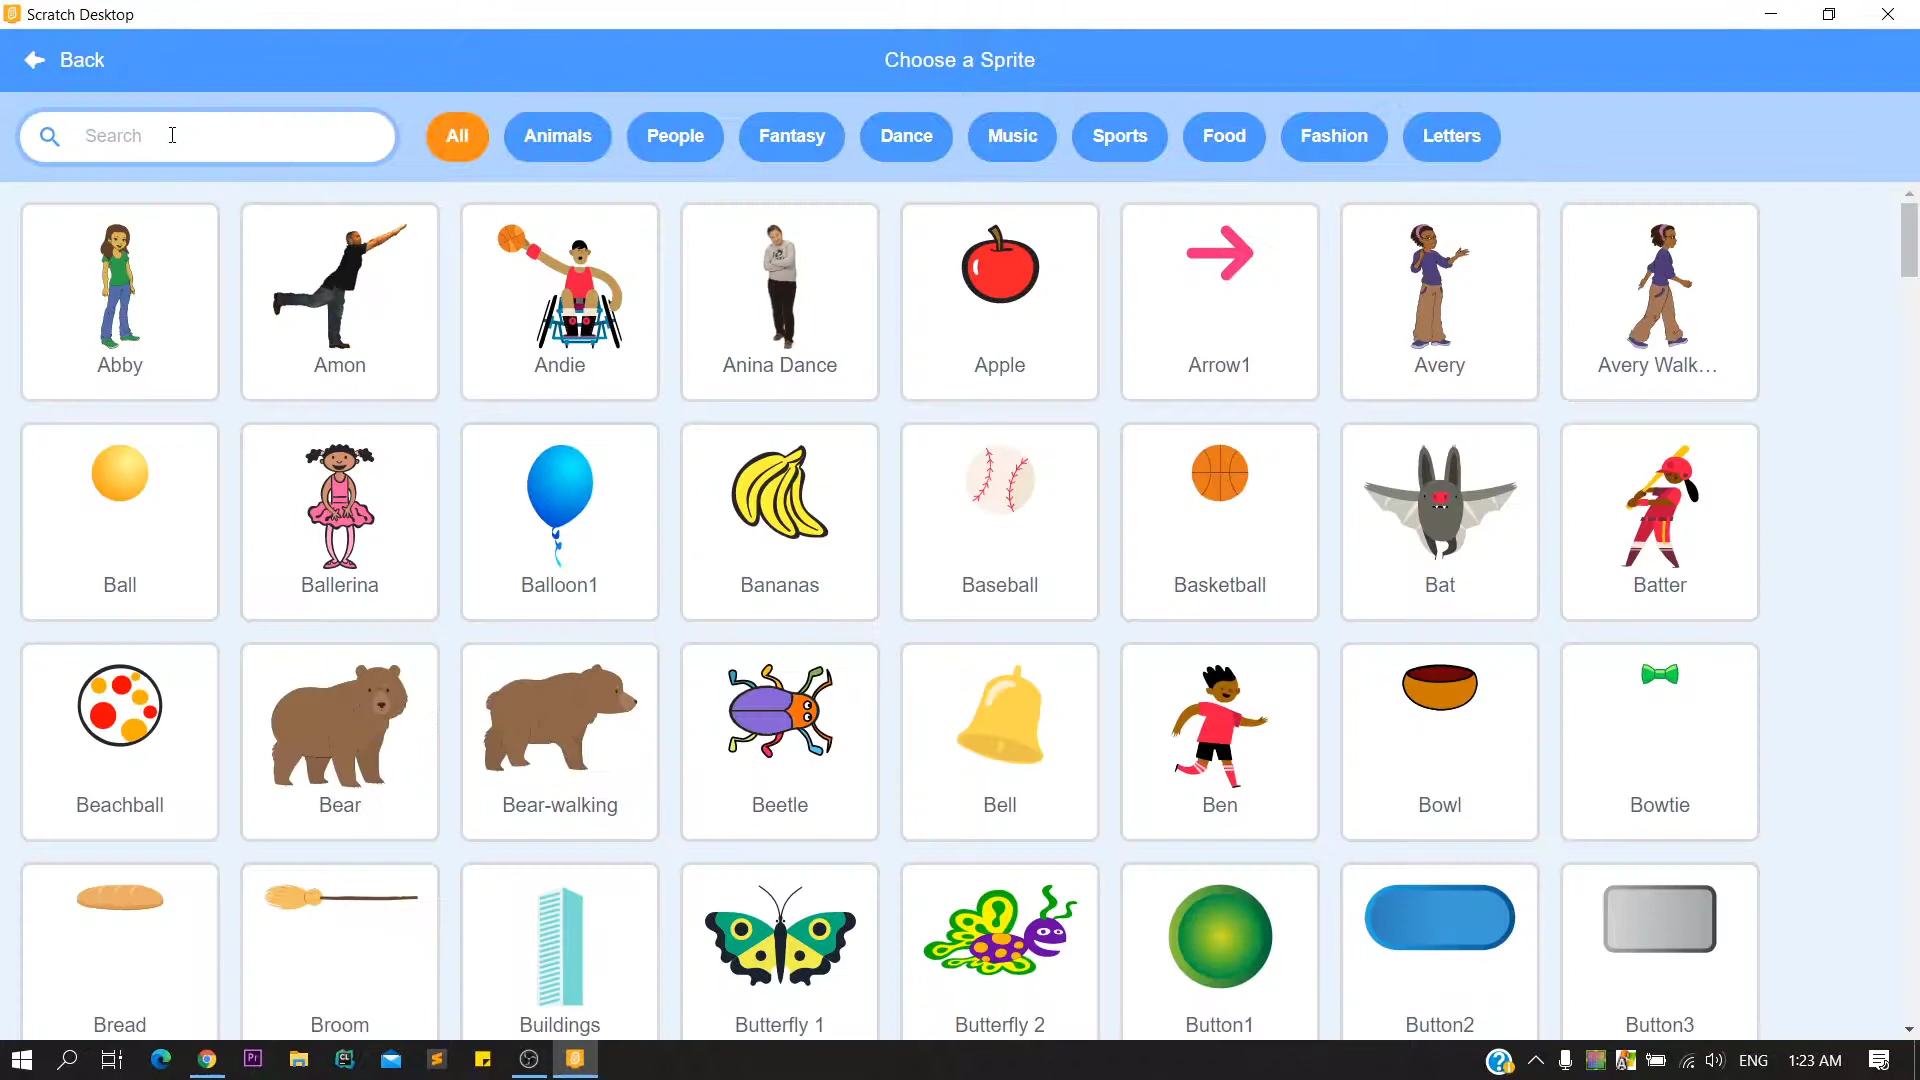 Scratch Desktop
Back
Choose a Sprite
Search
All
Animals
People
Fantasy
Dance
Music
Sports
Food
Fashion
Letters
Abby
Amon
Andie
Anina Dance
Apple
Arrow1
Avery
Avery Walk...
Ball
Ballerina
Balloon1
Bananas
Baseball
Basketball
Bat
Batter
Beachball
Bear
Bear-walking
Beetle
Bell
Ben
Bowl
Bowtie
Bread
Broom
Buildings
Butterfly 1
Butterfly 2
Button1
Button2
Button3
Pr
CL
ENG
1:23 AM